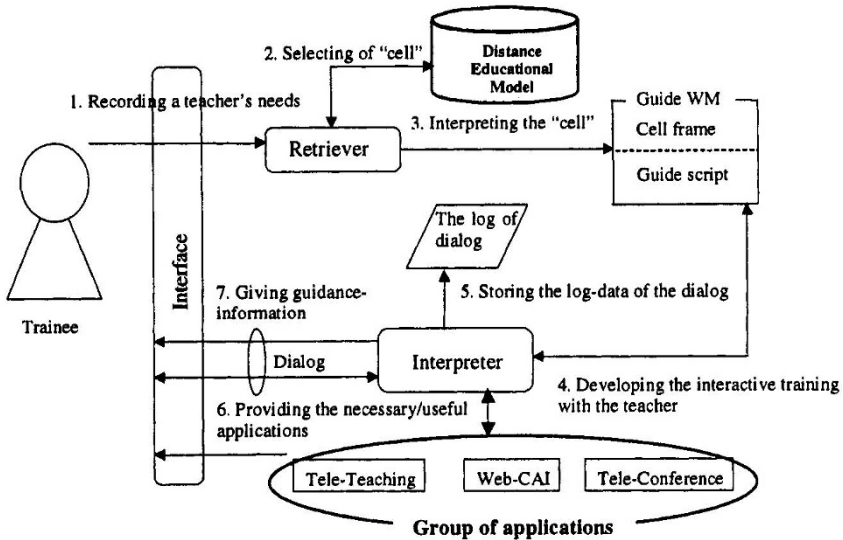 2. Selecting of "cell"
Distance
Educational
Model
1. Recording a teacher's needs
Guide WM
Cell frame
Guide script
3. Interpreting the "cell"
Retriever
The log of
dialog
Interface
Trainee
7. Giving guidance-
information
5. Storing the log-data of the dialog
Dialog
Interpreter
4. Developing the interactive training
with the teacher
6. Providing the necessary/useful
applications
Tele-Teaching
Web-CAI
Tele-Conference
Group of applications